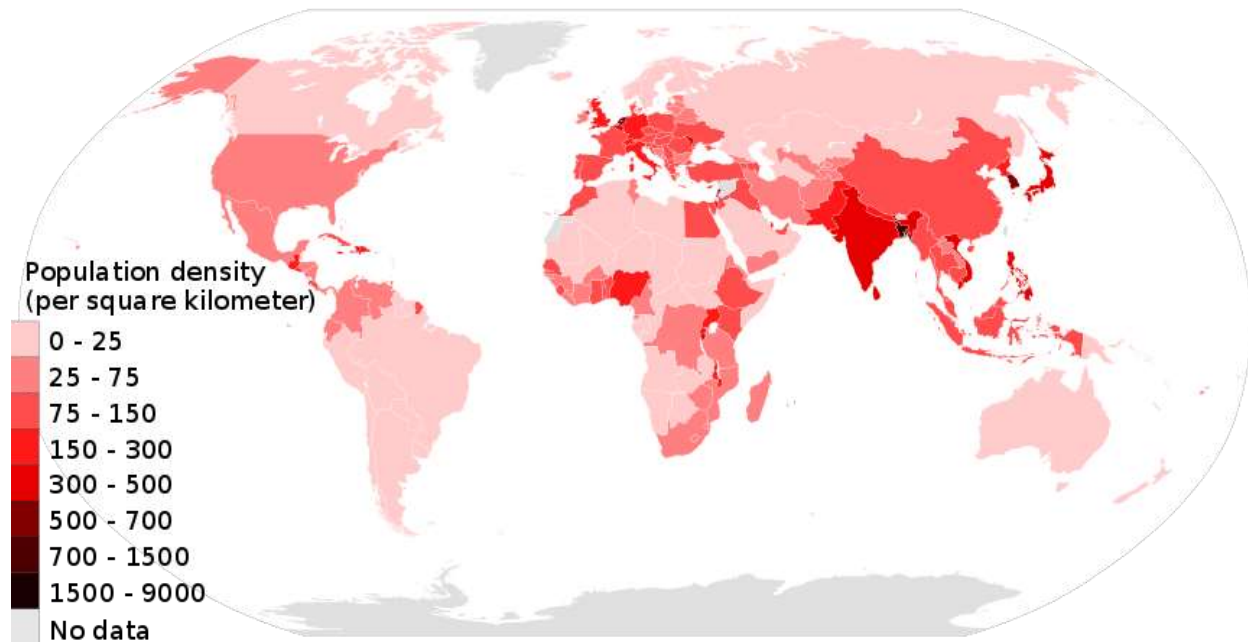 Population density
(per square kilometer)
0 - 25
25 - 75
75 - 150
150 - 300
300 - 500
500 - 700
700 - 1500
1500 - 9000
No data